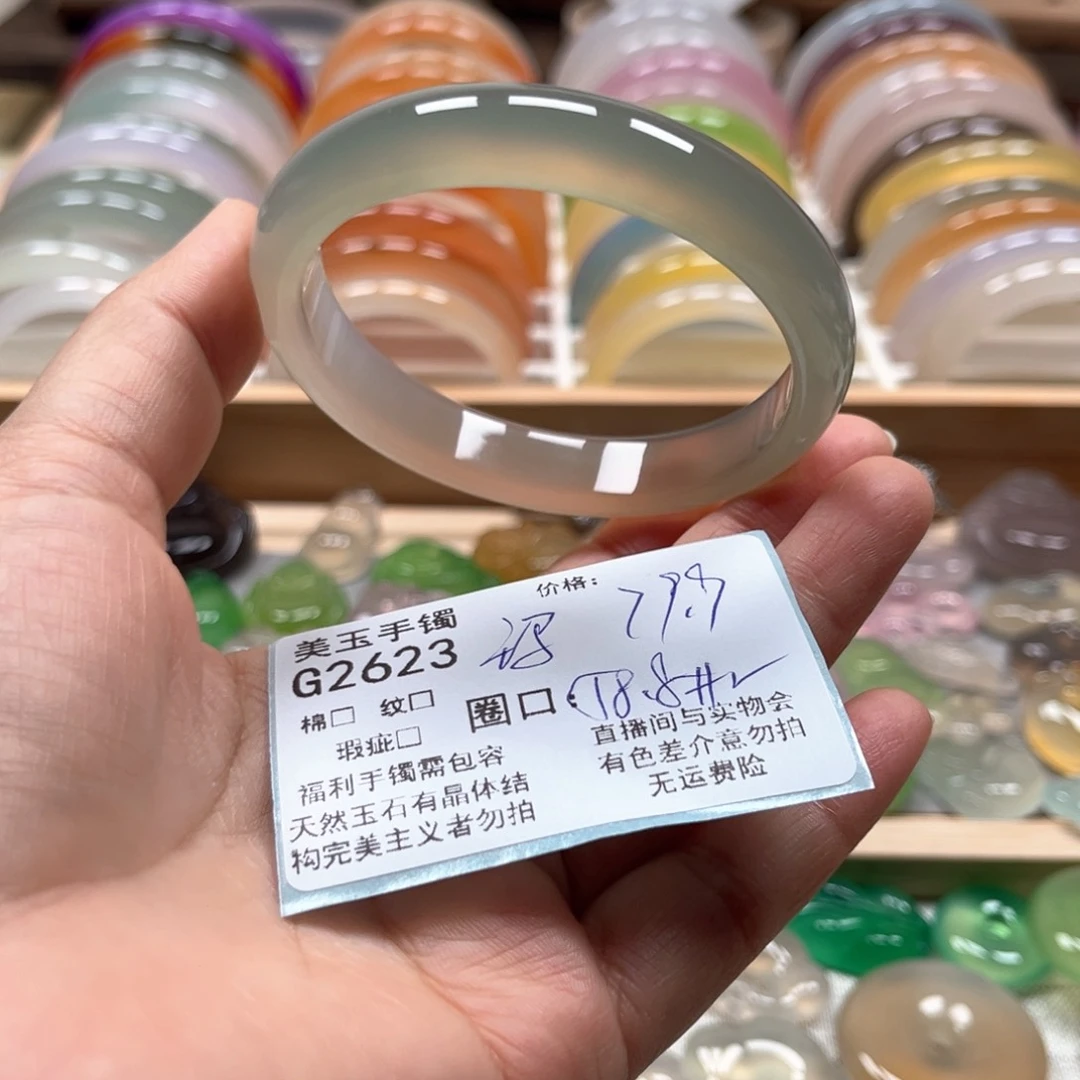 价格:
美玉手镯
G2623
棉□ 纹□
圈口: 58.8#
瑕疵□
福利手镯需包容
天然玉石有晶体结
构完美主义者勿拍
直播间与实物会
有色差介意勿拍
无运费险